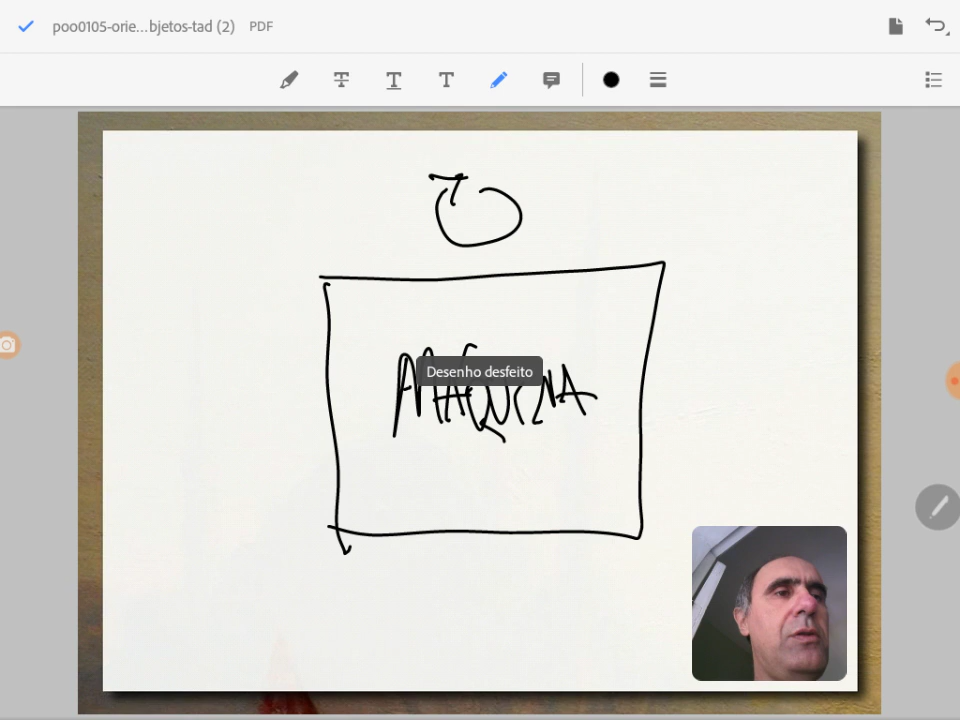 poo0105-orie...bjetos-tad (2) PDF
T T T
MÁQUINA
Desenho desfeito